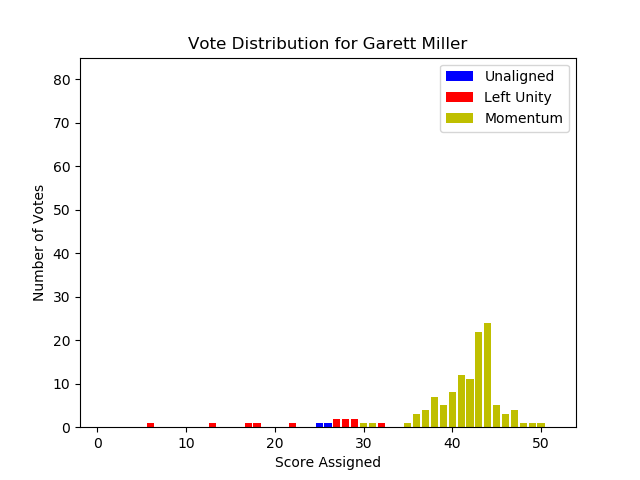 Vote Distribution for Garett Miller
Unaligned
Left Unity
Momentum
Number of Votes
80
70
60
50
40
30
20
10
0
0 10 20 30 40 50
Score Assigned